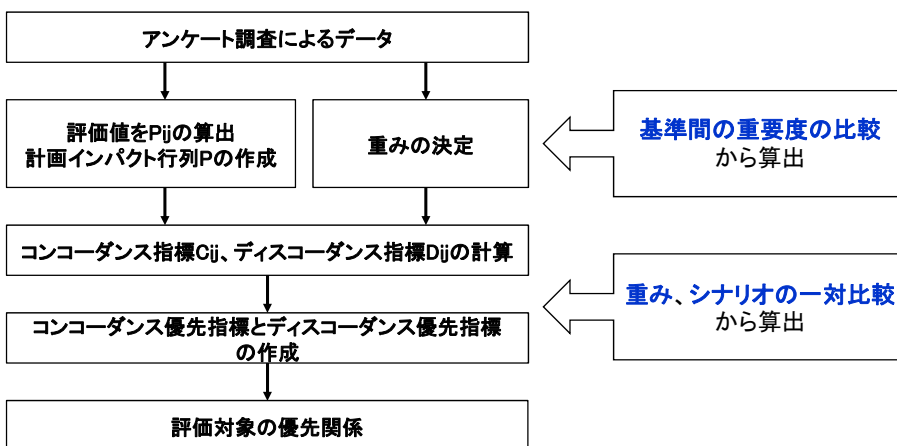 アンケート調査によるデータ
評価値をPijの算出
計画インパクト行列Pの作成
重みの決定
基準間の重要度の比較
から算出
コンコーダンス指標Cij、ディスコーダンス指標Dijの計算
重み、シナリオの一対比較
から算出
コンコーダンス優先指標とディスコーダンス優先指標
の作成
評価対象の優先関係